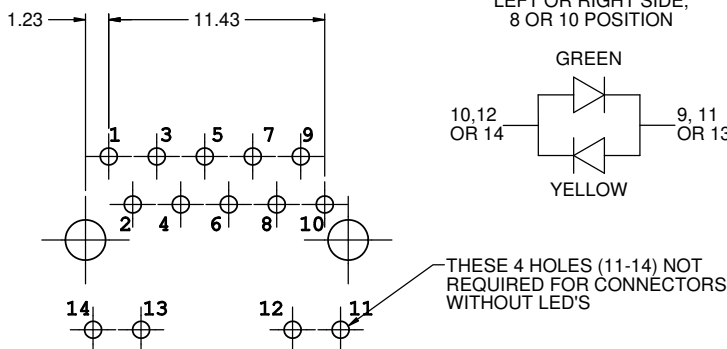 LEFT OR RIGHT SIDE,
8 OR 10 POSITION
1.23
11.43
GREEN
10,12
OR 14
9, 11
OR 13
YELLOW
1 3 5 7 9
2 4 6 8 10
THESE 4 HOLES (11-14) NOT
REQUIRED FOR CONNECTORS
WITHOUT LED'S
14 13 12 11